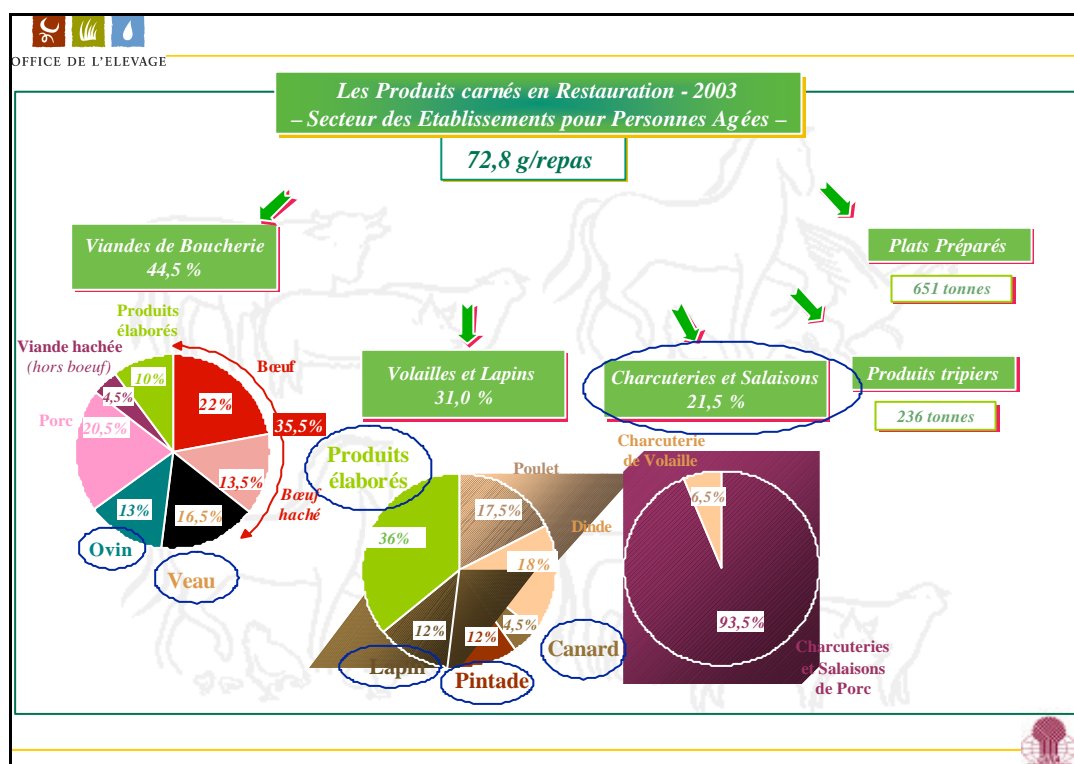 OFFICE DE L'ELEVAGE
Les Produits carnés en Restauration - 2003
– Secteur des Etablissements pour Personnes Agées –
72,8 g/repas
Viandes de Boucherie
44,5 %
Plats Préparés
651 tonnes
Produits
élaborés
Viande hachée
(hors boeuf)
10%
Bœuf
4,5%
22%
Porc
20,5%
35,5%
13,5%
Bœuf
haché
13%
16,5%
Ovin
Veau
Volailles et Lapins
31,0 %
Charcuteries et Salaisons
21,5 %
Produits tripiers
236 tonnes
Produits
élaborés
Poulet
17,5%
Dinde
36%
18%
4,5%
12%
12%
Canard
Lapin
Pintade
Charcuterie
de Volaille
6,5%
93,5%
Charcuteries
et Salaisons
de Porc